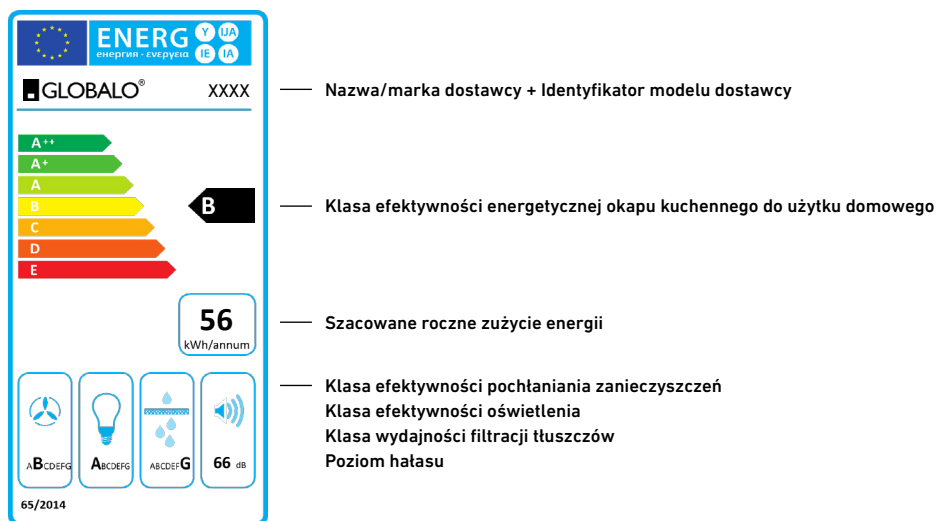 ENERG Y UA
енергия · ενεργεια IE IA
GLOBALO® XXXX
Nazwa/marka dostawcy + Identyfikator modelu dostawcy
A++
A+
A
B
C
D
E
B
Klasa efektywności energetycznej okapu kuchennego do użytku domowego
56
kWh/annum
Szacowane roczne zużycie energii
Klasa efektywności pochłaniania zanieczyszczeń
Klasa efektywności oświetlenia
Klasa wydajności filtracji tłuszczów
Poziom hałasu
ABCDEFG
ABCDEFG
ABCDEFG
66 dB
65/2014